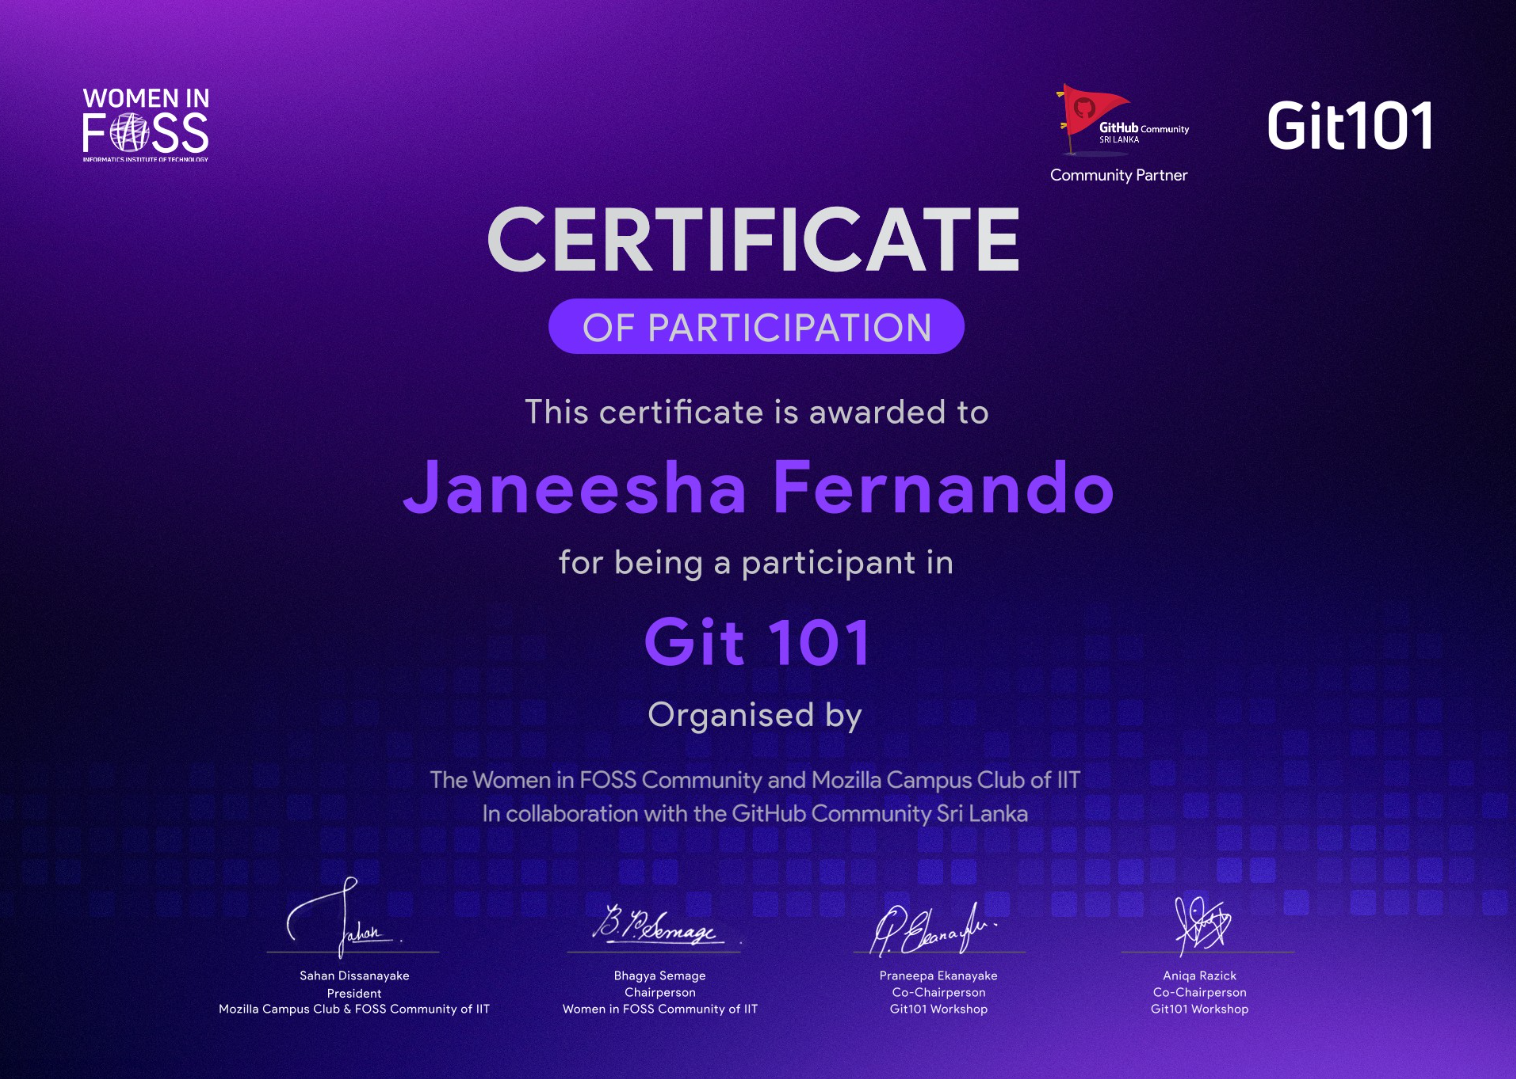 WOMEN IN
FOSS
INFORMATICS INSTITUTE OF TECHNOLOGY
GitHub Community
SRI LANKA
Community Partner
Git101
CERTIFICATE
OF PARTICIPATION
This certificate is awarded to
Janeesha Fernando
for being a participant in
Git 101
Organised by
The Women in FOSS Community and Mozilla Campus Club of IIT
In collaboration with the GitHub Community Sri Lanka
Sahan
B.P.Semage
P. Ekanayake
Sahan Dissanayake
President
Mozilla Campus Club & FOSS Community of IIT
Bhagya Semage
Chairperson
Women in FOSS Community of IIT
Praneepa Ekanayake
Co-Chairperson
Git101 Workshop
Aniqa Razick
Co-Chairperson
Git101 Workshop